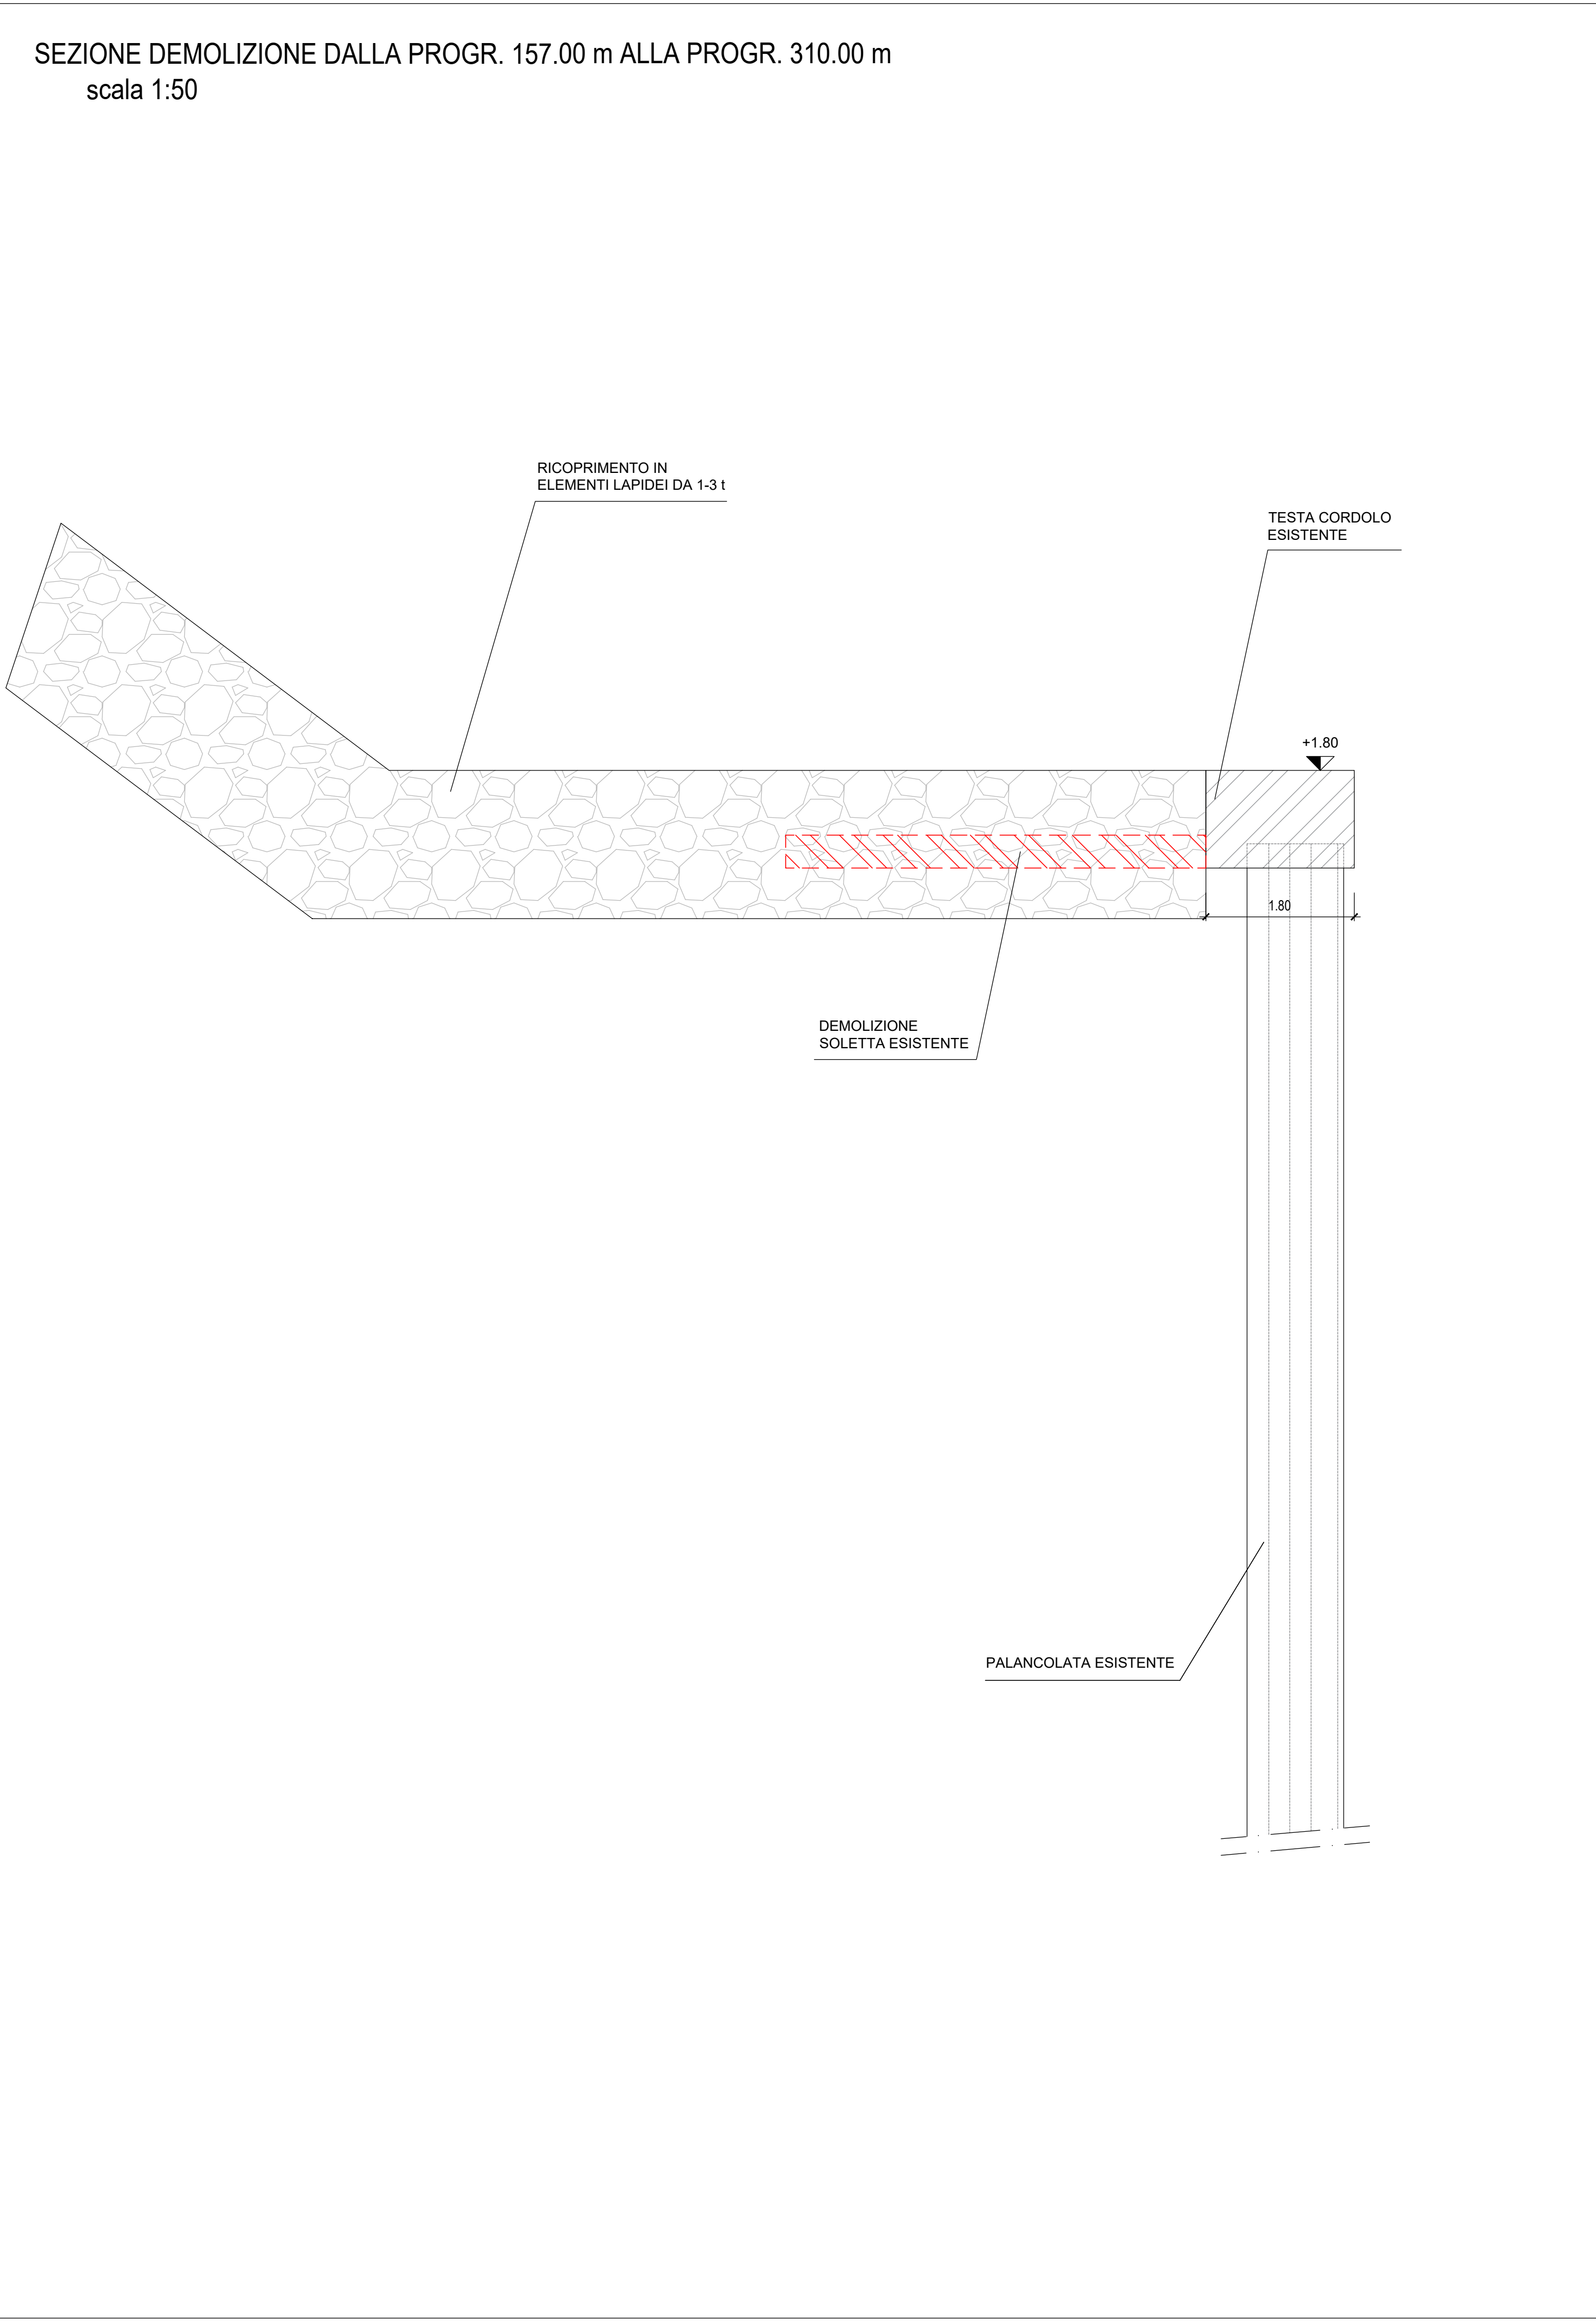 SEZIONE DEMOLIZIONE DALLA PROGR. 157.00 m ALLA PROGR. 310.00 m
scala 1:50
RICOPRIMENTO IN
ELEMENTI LAPIDEI DA 1-3 t
TESTA CORDOLO
ESISTENTE
+1.80
1.80
DEMOLIZIONE
SOLETTA ESISTENTE
PALANCOLATA ESISTENTE